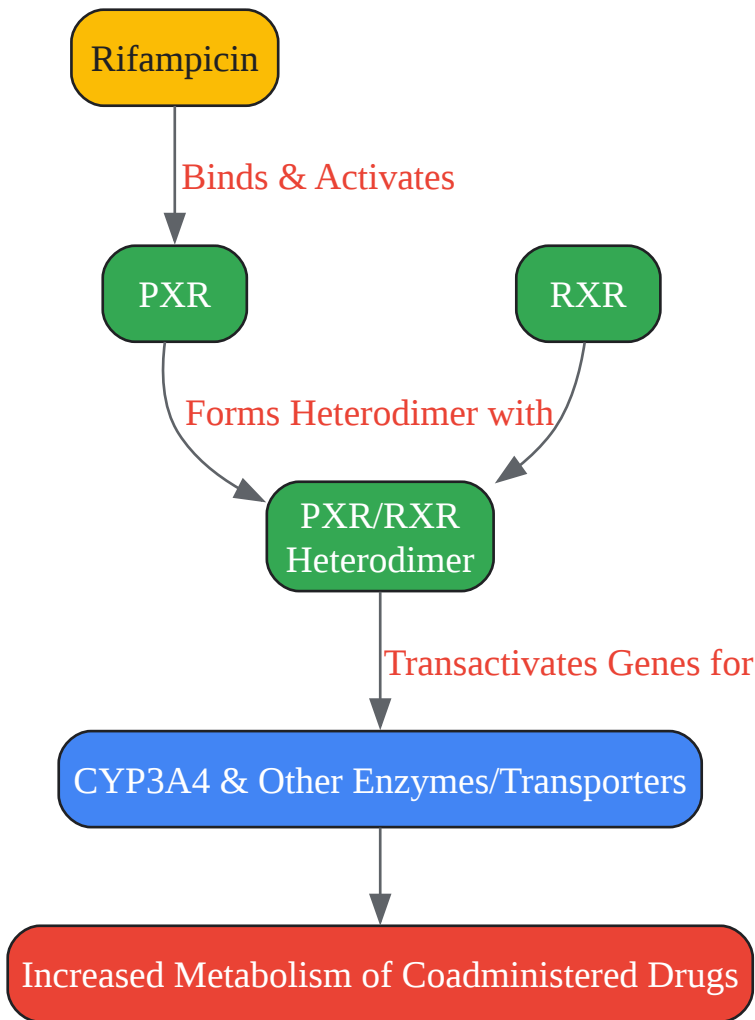 Rifampicin
Binds & Activates
PXR
RXR
Forms Heterodimer with
PXR/RXR
Heterodimer
Transactivates Genes for
CYP3A4 & Other Enzymes/Transporters
Increased Metabolism of Coadministered Drugs